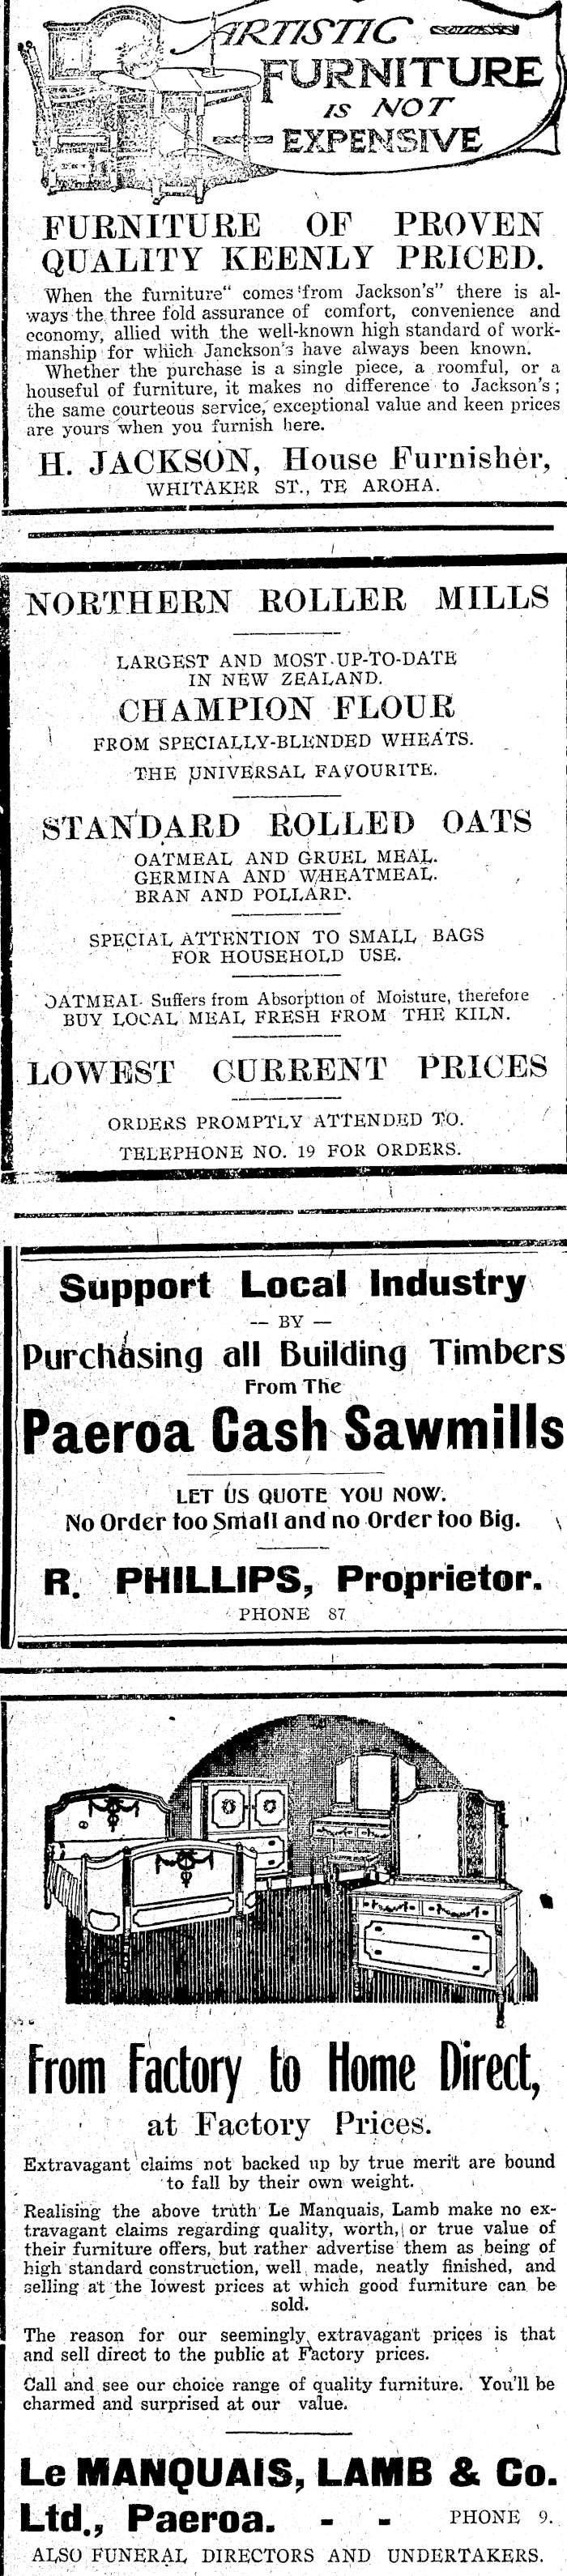 ARTISTIC
FURNITURE
IS NOT
EXPENSIVE
FURNITURE OF PROVEN
QUALITY KEENLY PRICED.
When the furniture" comes 'from Jackson's" there is al-
ways the three fold assurance of comfort, convenience and
economy, allied with the well-known high standard of work-
manship for which Janckson's have always been known.
Whether the purchase is a single piece, a roomful, or a
houseful of furniture, it makes no difference to Jackson's;
the same courteous service, exceptional value and keen prices
are yours when you furnish here.
H. JACKSON, House Furnisher,
WHITAKER ST., TE AROHA.
NORTHERN ROLLER MILLS
LARGEST AND MOST UP-TO-DATE
IN NEW ZEALAND.
CHAMPION FLOUR
FROM SPECIALLY-BLENDED WHEATS.
THE UNIVERSAL FAVOURITE.
STANDARD ROLLED OATS
OATMEAL AND GRUEL MEAL.
GERMINA AND WHEATMEAL.
BRAN AND POLLARD.
SPECIAL ATTENTION TO SMALL BAGS
FOR HOUSEHOLD USE.
OATMEAL Suffers from Absorption of Moisture, therefore
BUY LOCAL MEAL FRESH FROM THE KILN.
LOWEST CURRENT PRICES
ORDERS PROMPTLY ATTENDED TO.
TELEPHONE NO. 19 FOR ORDERS.
Support Local Industry
— BY —
Purchasing all Building Timbers
From The
Paeroa Cash Sawmills
LET US QUOTE YOU NOW.
No Order too Small and no Order too Big.
R. PHILLIPS, Proprietor.
PHONE 87
From Factory to Home Direct,
at Factory Prices.
Extravagant claims not backed up by true merit are bound
to fall by their own weight.
Realising the above truth Le Manquais, Lamb make no ex-
travagant claims regarding quality, worth, or true value of
their furniture offers, but rather advertise them as being of
high standard construction, well made, neatly finished, and
selling at the lowest prices at which good furniture can be
sold.
The reason for our seemingly extravagant prices is that
and sell direct to the public at Factory prices.
Call and see our choice range of quality furniture. You'll be
charmed and surprised at our value.
Le MANQUAIS, LAMB & Co.
Ltd., Paeroa. - - PHONE 9.
ALSO FUNERAL DIRECTORS AND UNDERTAKERS.